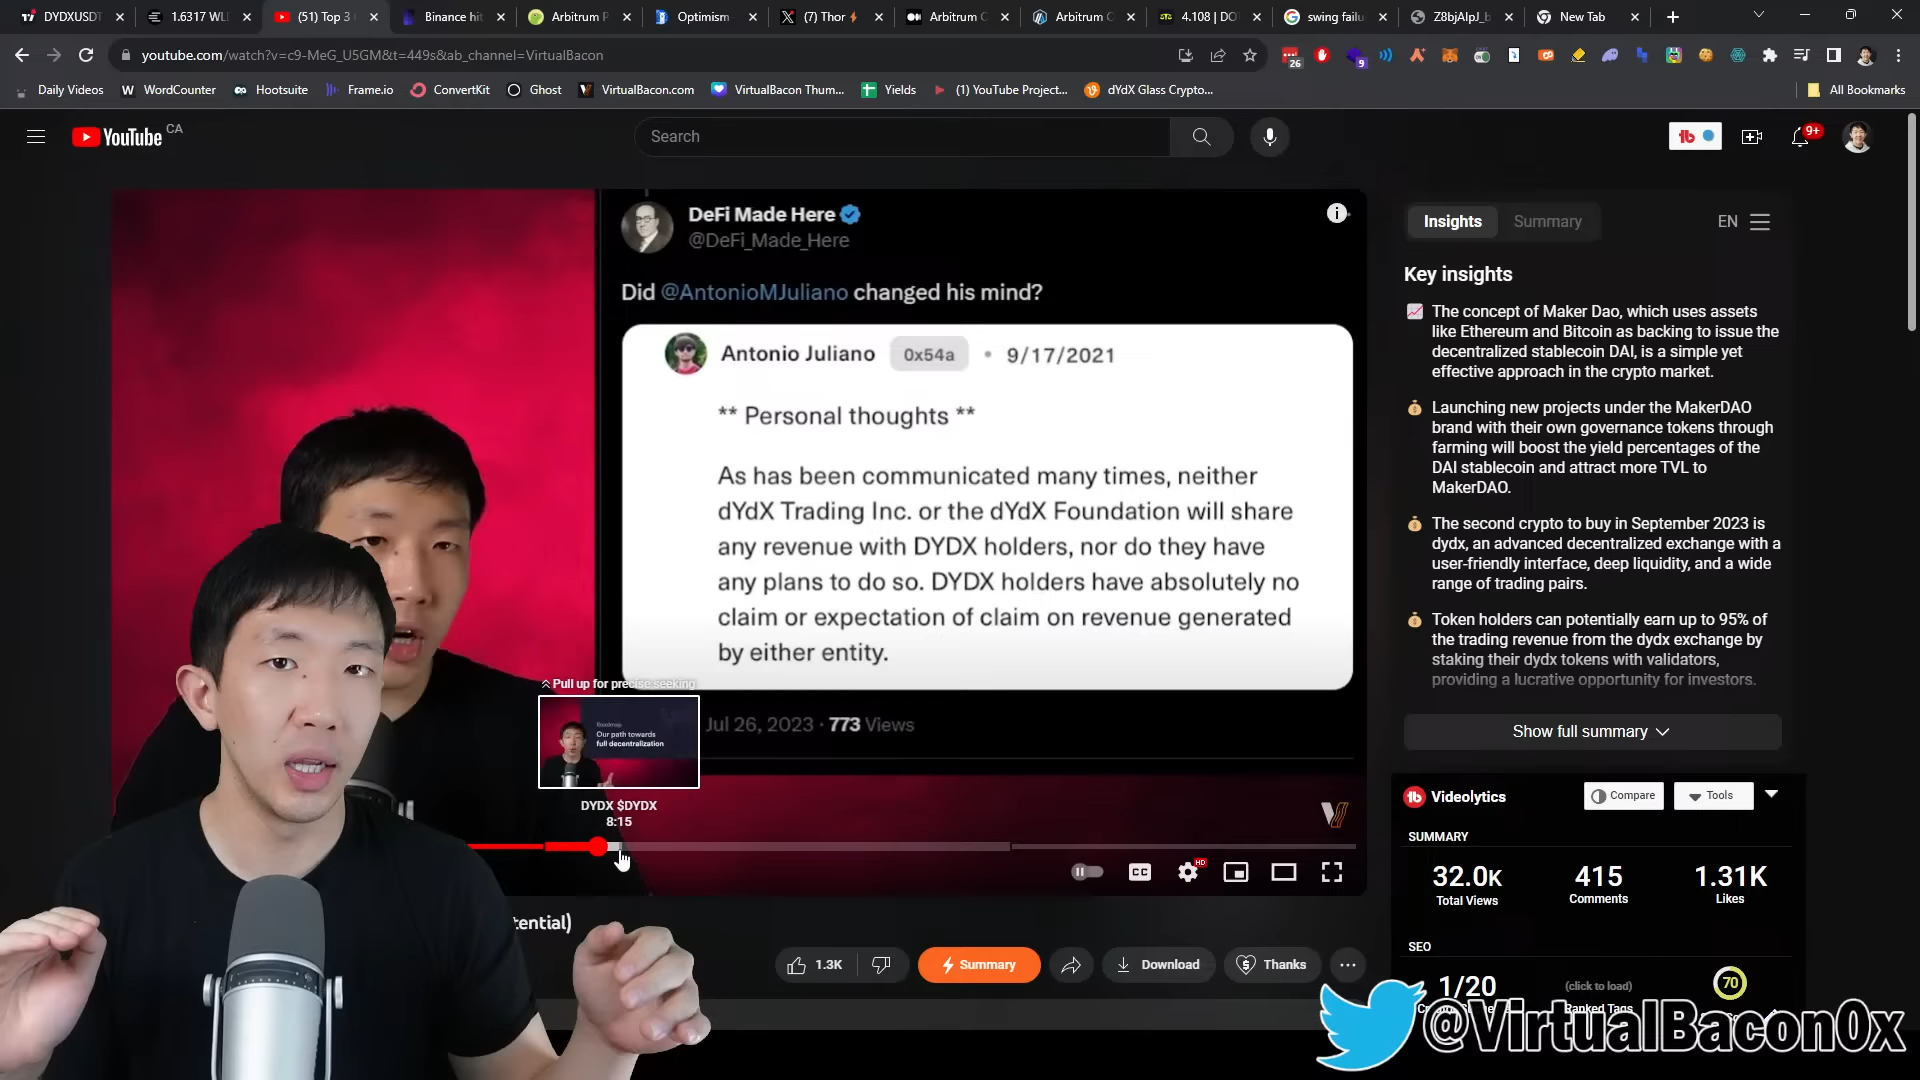 DYDXUSDT
1.6317 WL
(51) Top 3
Binance hit
Arbitrum P
Optimism
(7) Thor
Arbitrum
Arbitrum
4.108 | DO
swing failu
Z8bjAIpJ_b
New Tab
youtube.com/watch?v=c9-MeG_U5GM&t=449s&ab_channel=VirtualBacon
26
9
Daily Videos
WordCounter
Hootsuite
Frame.io
ConvertKit
Ghost
VirtualBacon.com
VirtualBacon Thum...
Yields
(1) YouTube Project...
dYdX Glass Crypto...
All Bookmarks
YouTube CA
Search
9+
DeFi Made Here
@DeFi_Made_Here
Did @AntonioMJuliano changed his mind?
Antonio Juliano 0x54a • 9/17/2021
** Personal thoughts **
As has been communicated many times, neither
dYdX Trading Inc. or the dYdX Foundation will share
any revenue with DYDX holders, nor do they have
any plans to do so. DYDX holders have absolutely no
claim or expectation of claim on revenue generated
by either entity.
Pull up for precise seeking
Jul 26, 2023 · 773 Views
Roadmap
Our path towards
full decentralization
DYDX $DYDX
8:15
CC
HD
tential)
1.3K
Summary
Download
Thanks
Insights
Summary
EN
Key insights
The concept of Maker Dao, which uses assets
like Ethereum and Bitcoin as backing to issue the
decentralized stablecoin DAI, is a simple yet
effective approach in the crypto market.
Launching new projects under the MakerDAO
brand with their own governance tokens through
farming will boost the yield percentages of the
DAI stablecoin and attract more TVL to
MakerDAO.
The second crypto to buy in September 2023 is
dydx, an advanced decentralized exchange with a
user-friendly interface, deep liquidity, and a wide
range of trading pairs.
Token holders can potentially earn up to 95% of
the trading revenue from the dydx exchange by
staking their dydx tokens with validators,
providing a lucrative opportunity for investors.
Show full summary
Videolytics
Compare
Tools
SUMMARY
32.0K
415
1.31K
Total Views
Comments
Likes
SEO
1/20
(click to load)
70
Ranked Tags
@VirtualBacon0x